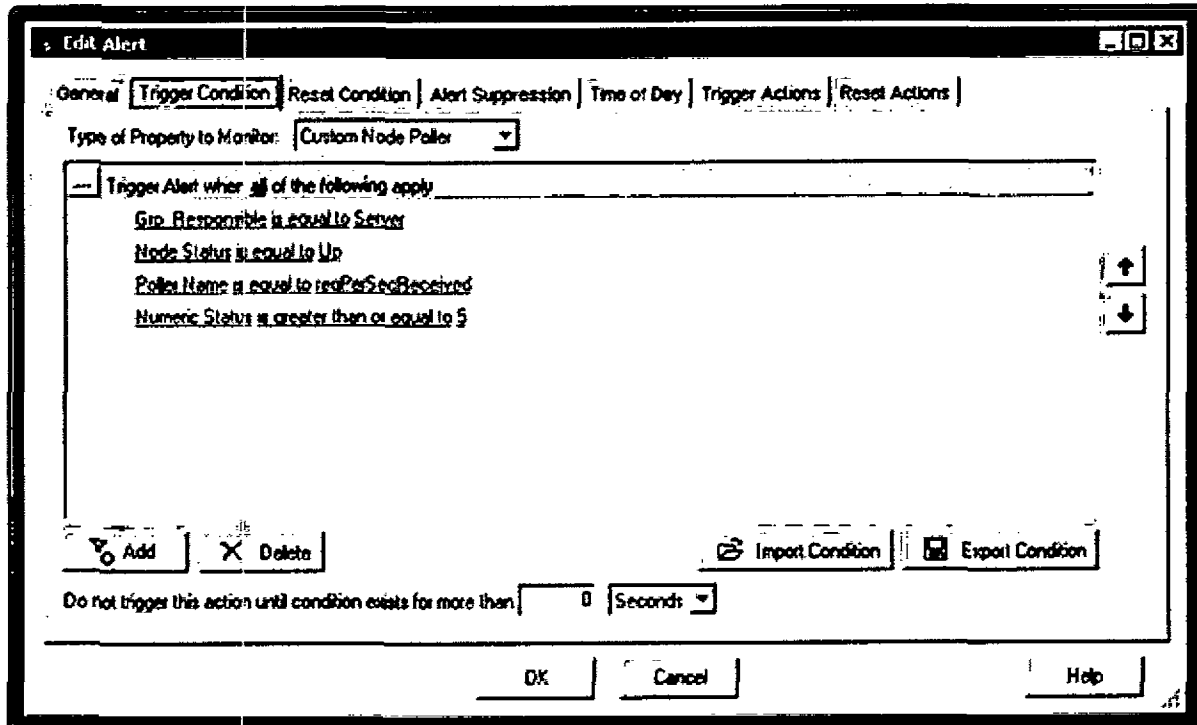 Edit Alert
General Trigger Condition Reset Condition Alert Suppression Time of Day Trigger Actions Reset Actions
Type of Property to Monitor: Custom Node Poller
Trigger Alert when all of the following apply
Grp_Responsible is equal to Server
Node Status is equal to Up
Poller Name is equal to reqPerSecReceived
Numeric Status is greater than or equal to 5
Add Delete Import Condition Export Condition
Do not trigger this action until condition exists for more than 0 Seconds
OK Cancel Help